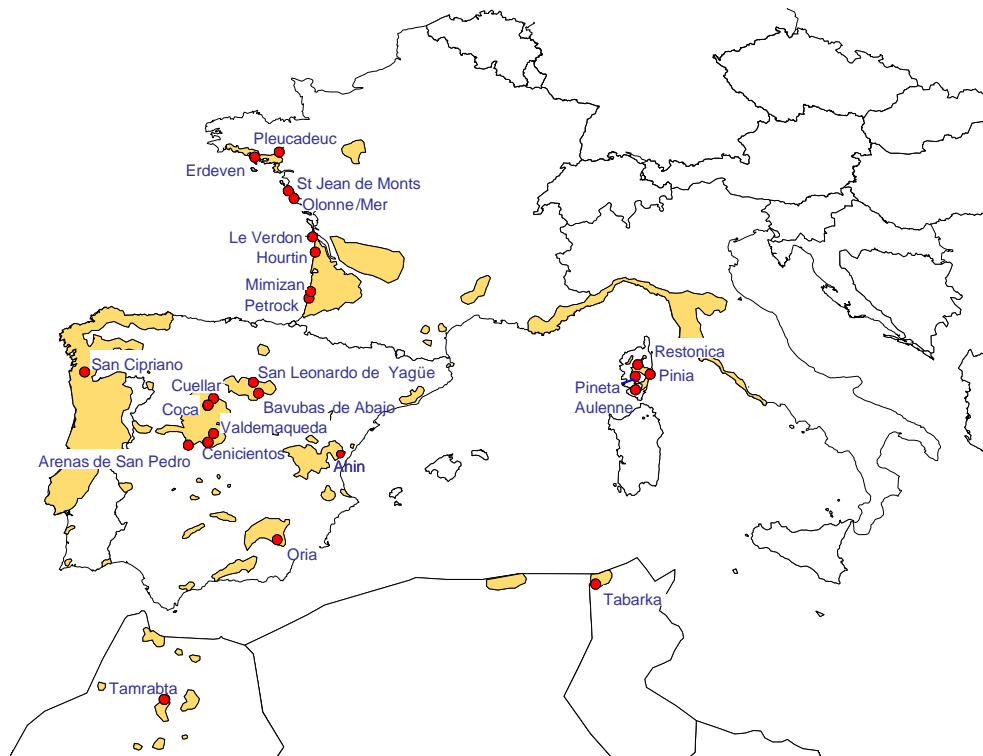 Pleucadeuc
Erdeven
St Jean de Monts
Olonne/Mer
Le Verdon
Hourtin
Mimizan
Petrock
San Cipriano
Restonica
San Leonardo de Yagüe
Pinia
Cuellar
Pineta
Bavubas de Abajo
Coca
Aulenne
Valdemaqueda
Cenicientos
Arenas de San Pedro
Ahin
Oria
Tabarka
Tamrabta